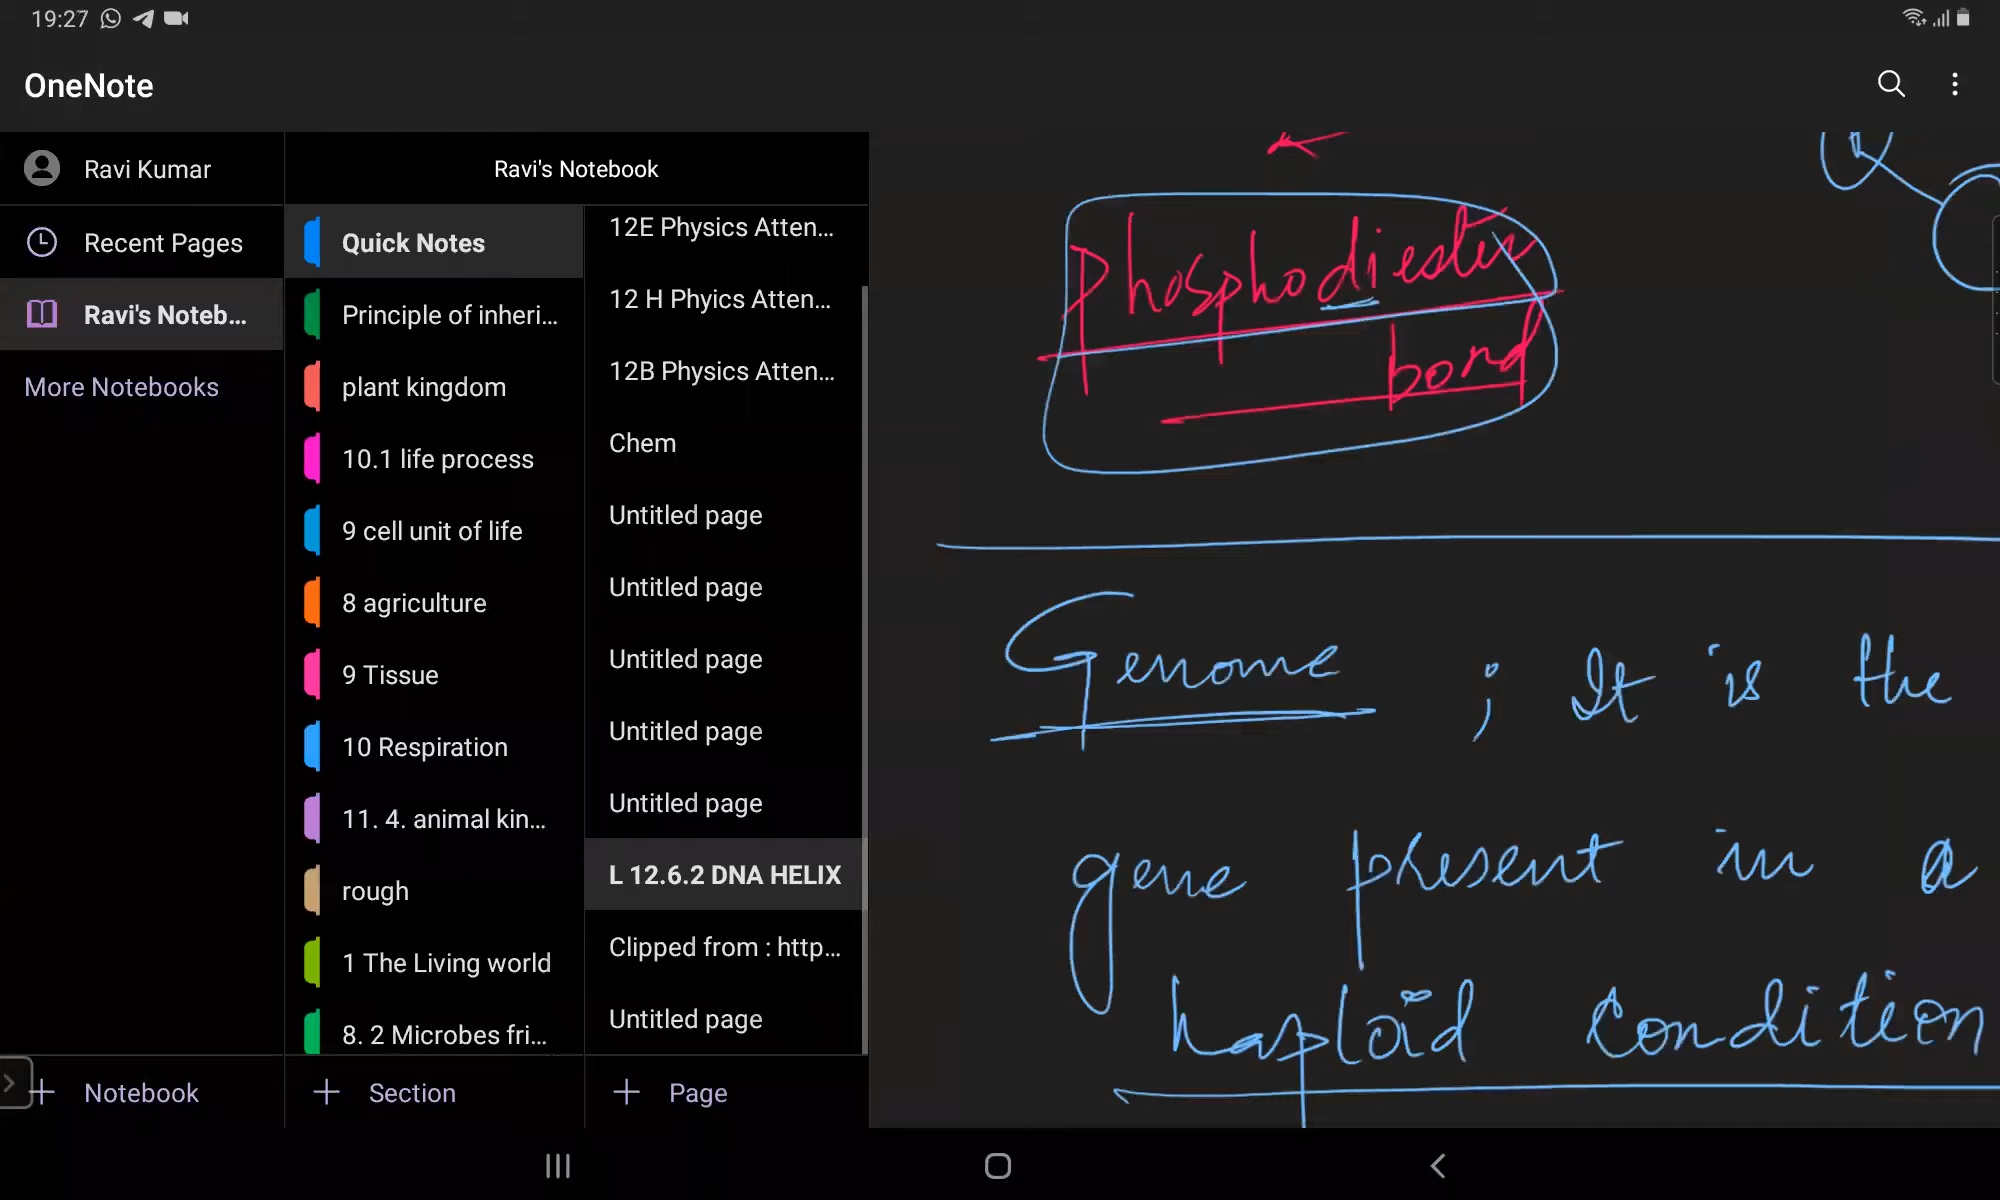 19:27
OneNote
Ravi Kumar
Recent Pages
Ravi's Noteb...
More Notebooks
+ Notebook
Ravi's Notebook
Quick Notes
Principle of inheri...
plant kingdom
10.1 life process
9 cell unit of life
8 agriculture
9 Tissue
10 Respiration
11. 4. animal kin...
rough
1 The Living world
8. 2 Microbes fri...
+ Section
12E Physics Atten...
12 H Phyics Atten...
12B Physics Atten...
Chem
Untitled page
Untitled page
Untitled page
Untitled page
Untitled page
L 12.6.2 DNA HELIX
Clipped from : http...
Untitled page
+ Page
Phosphodiester
bond
Genome ; It is the
gene present in a
haploid condition